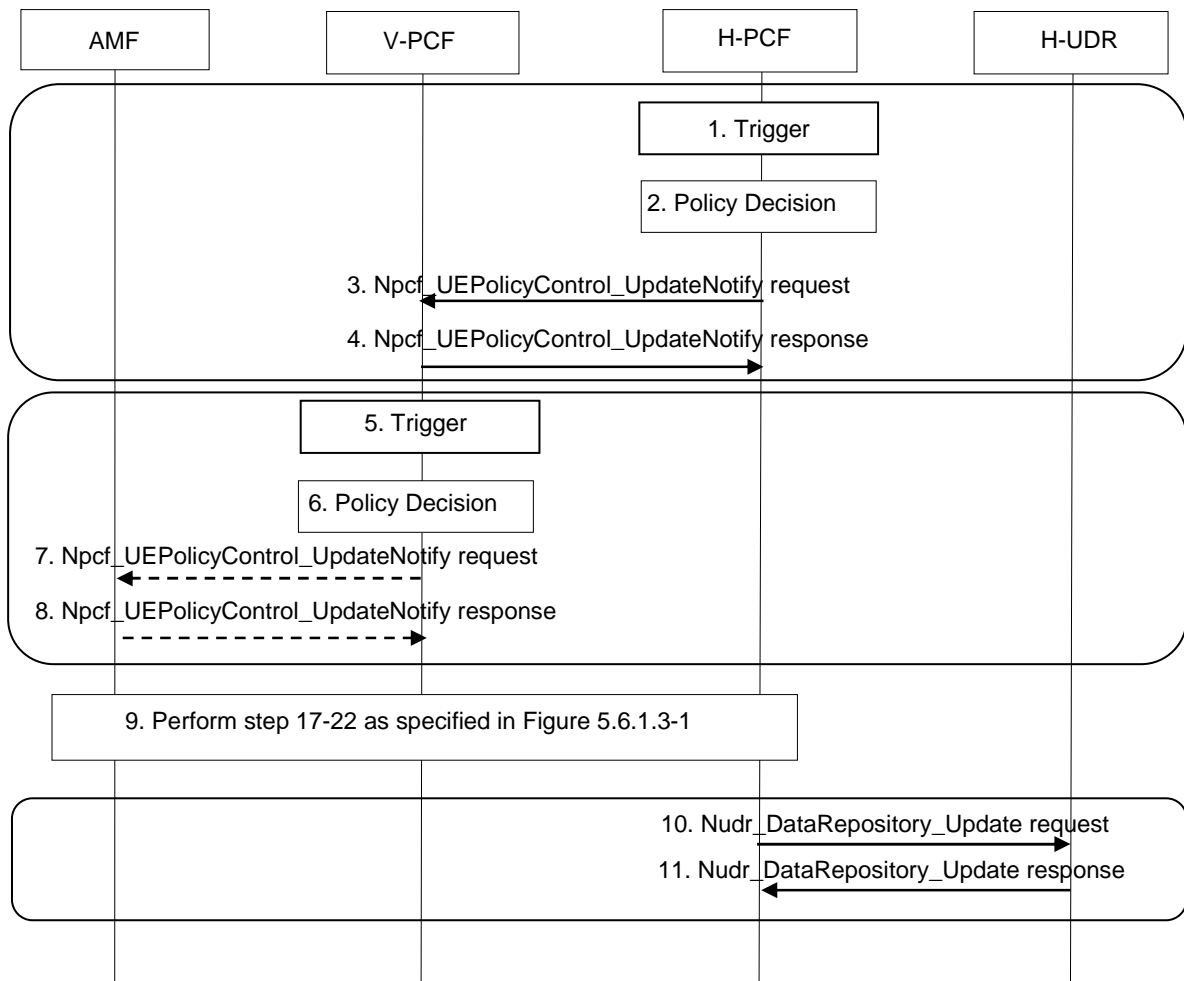 AMF
V-PCF
H-PCF
H-UDR
1. Trigger
2. Policy Decision
3. Npcf_UEPolicyControl_UpdateNotify request
4. Npcf_UEPolicyControl_UpdateNotify response
5. Trigger
6. Policy Decision
7. Npcf_UEPolicyControl_UpdateNotify request
8. Npcf_UEPolicyControl_UpdateNotify response
9. Perform step 17-22 as specified in Figure 5.6.1.3-1
10. Nudr_DataRepository_Update request
11. Nudr_DataRepository_Update response